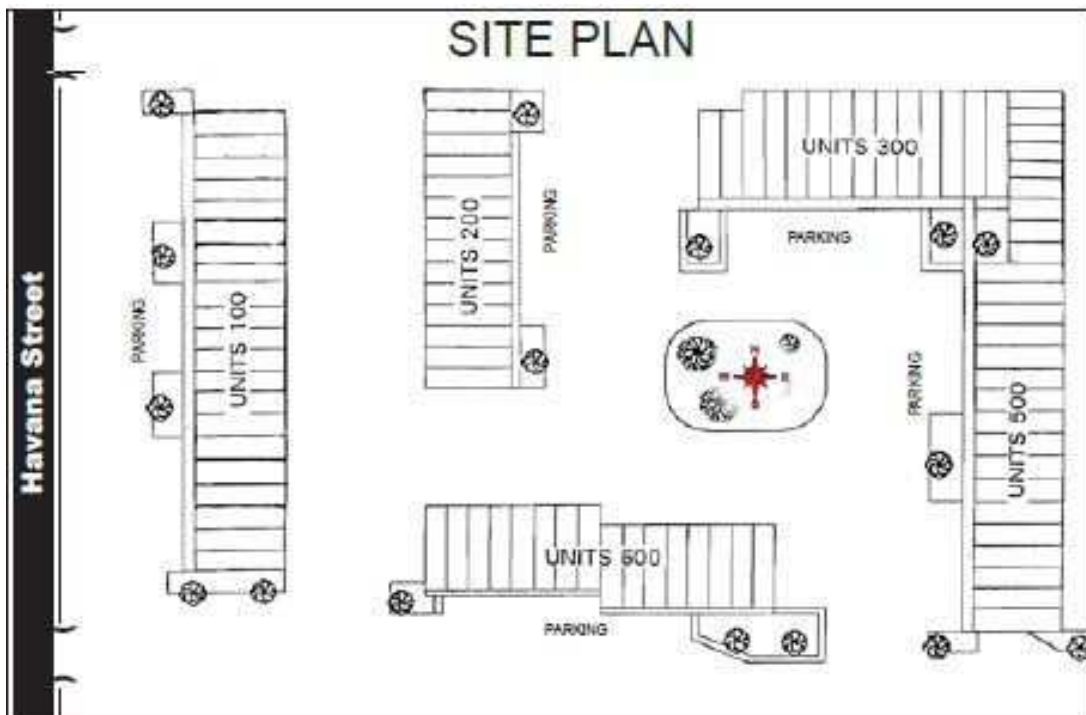 SITE PLAN
Havana Street
PARKING
UNITS 100
UNITS 200
PARKING
UNITS 300
PARKING
PARKING
UNITS 500
UNITS 600
PARKING